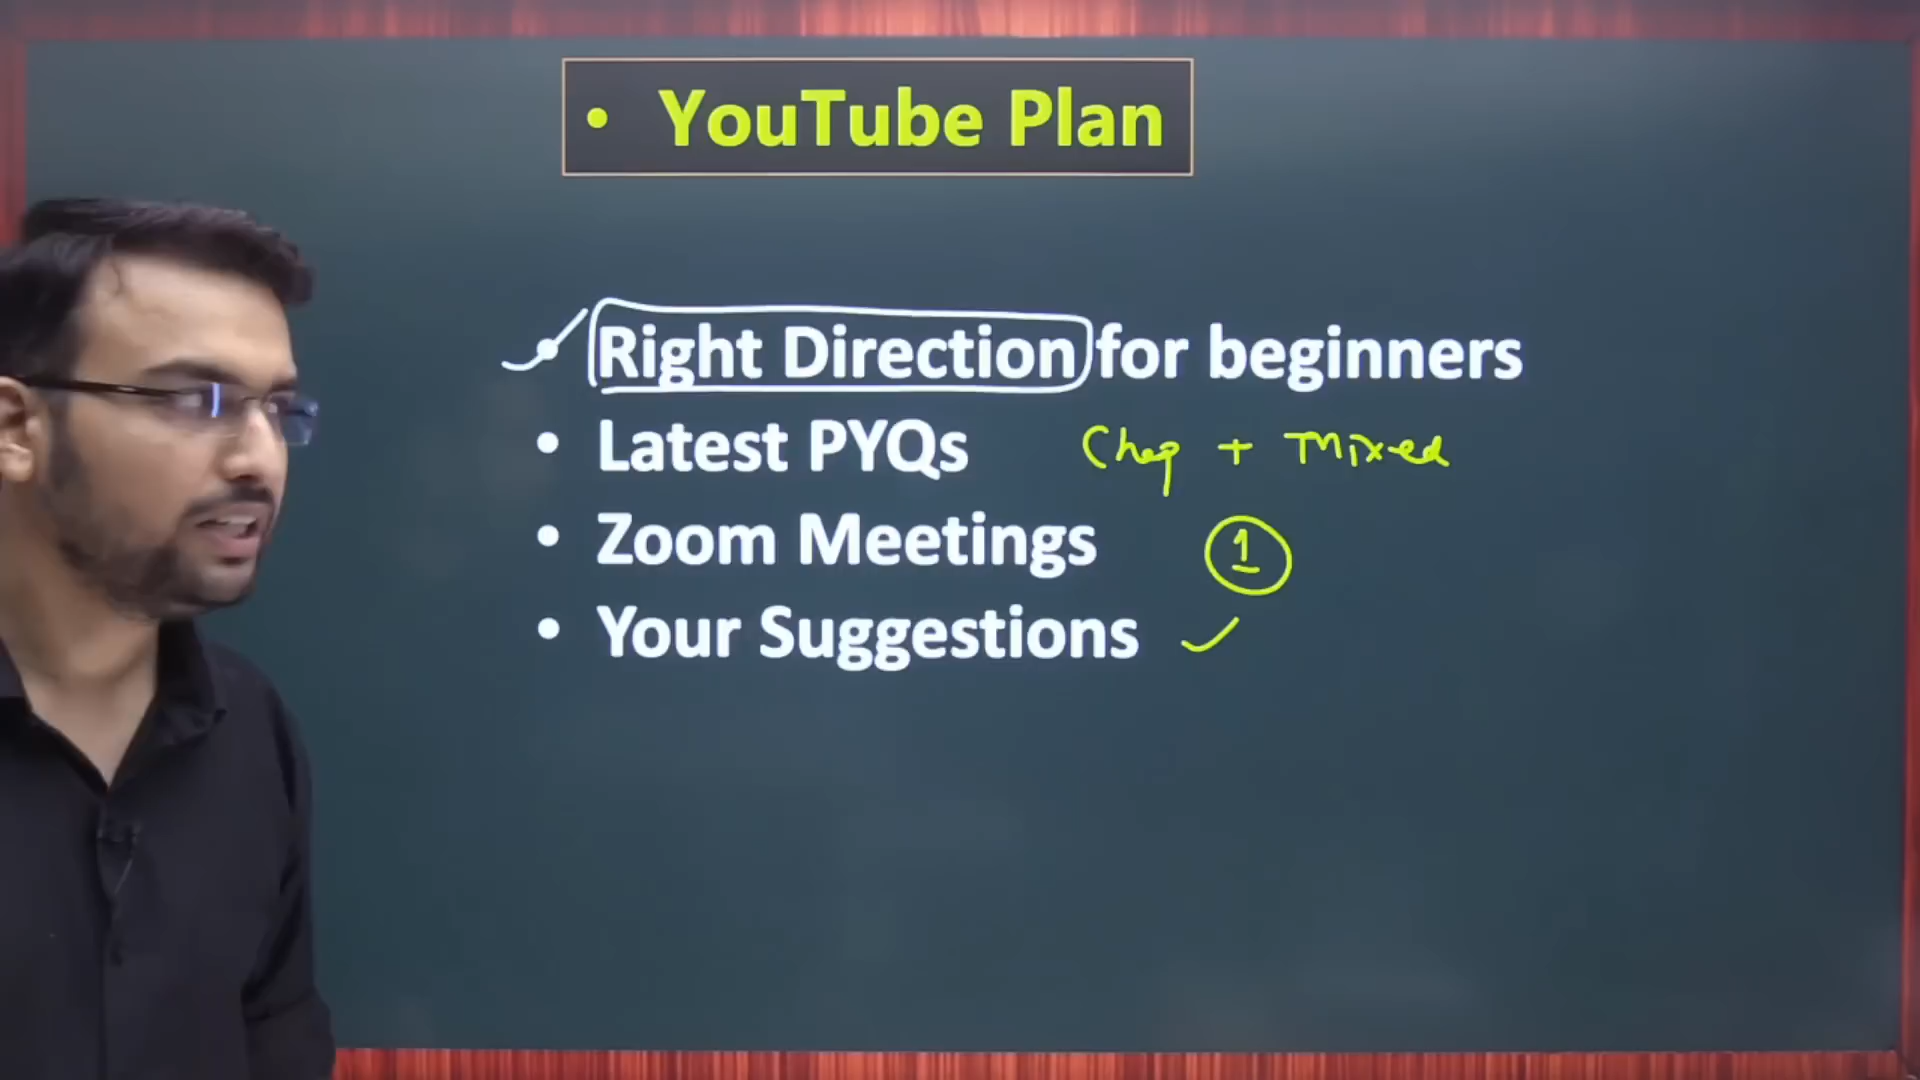 • YouTube Plan
• Right Direction for beginners
• Latest PYQs Chap + Mixed
• Zoom Meetings 1
• Your Suggestions